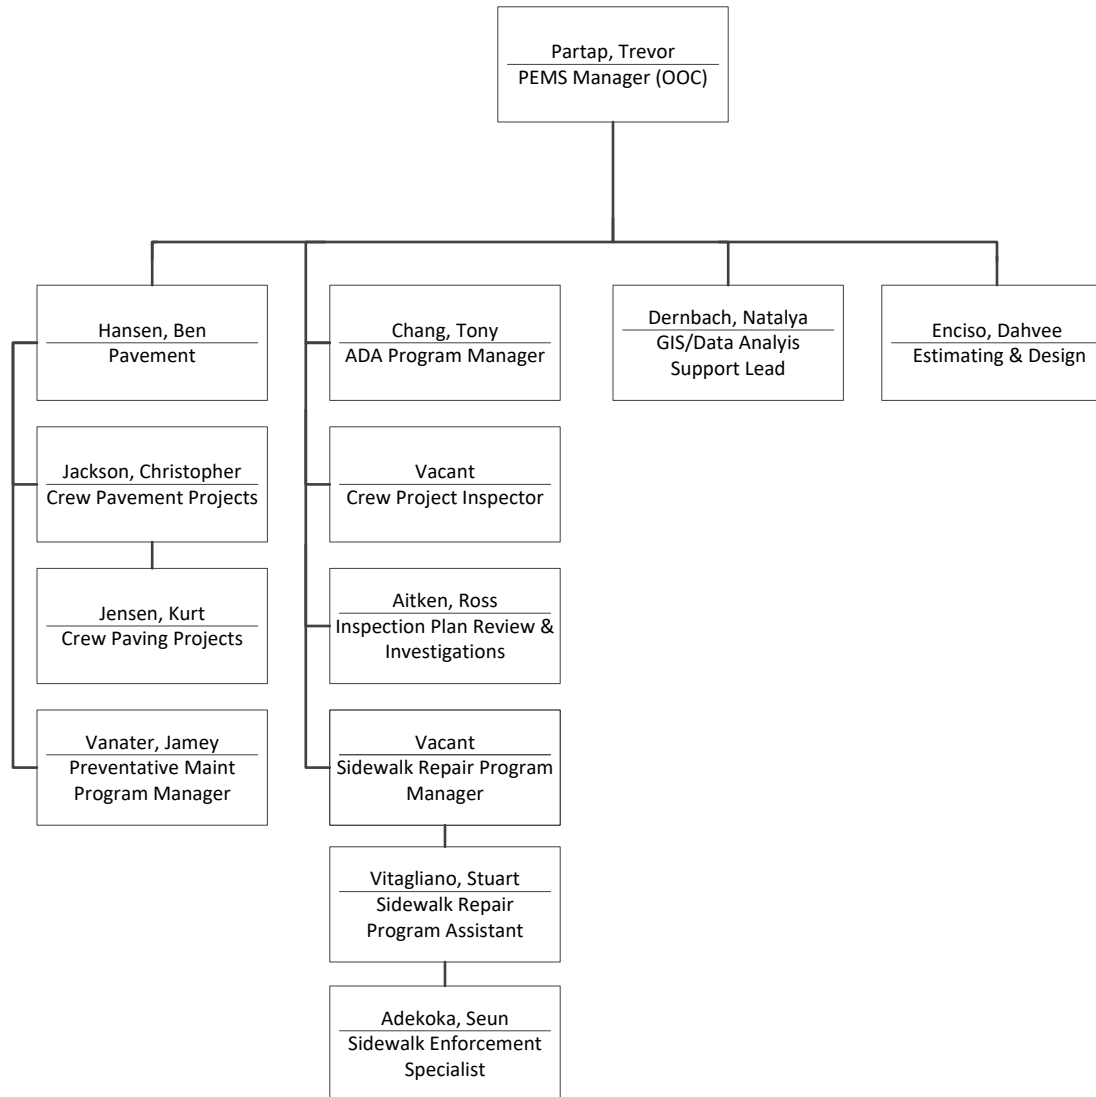 Partap, Trevor
PEMS Manager (OOC)
Hansen, Ben
Pavement
Chang, Tony
ADA Program Manager
Dernbach, Natalya
GIS/Data Analyis
Support Lead
Enciso, Dahvee
Estimating & Design
Jackson, Christopher
Crew Pavement Projects
Vacant
Crew Project Inspector
Jensen, Kurt
Crew Paving Projects
Aitken, Ross
Inspection Plan Review &
Investigations
Vanater, Jamey
Preventative Maint
Program Manager
Vacant
Sidewalk Repair Program
Manager
Vitagliano, Stuart
Sidewalk Repair
Program Assistant
Adekoka, Seun
Sidewalk Enforcement
Specialist